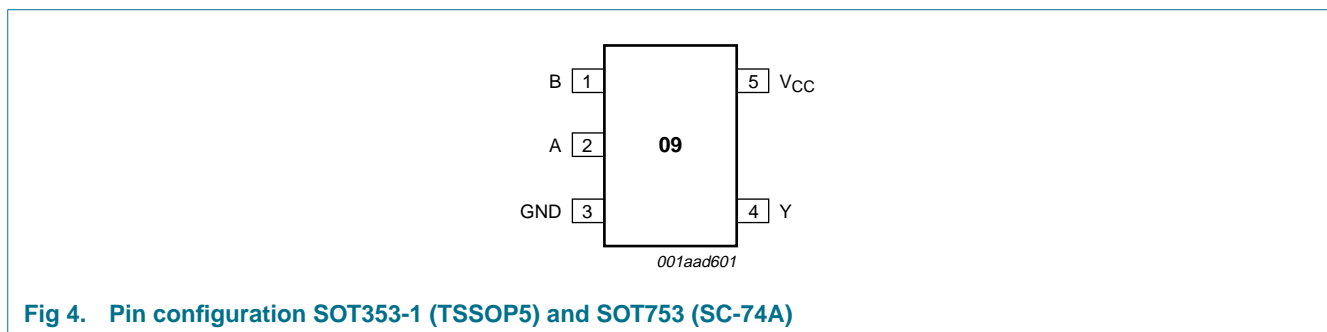 B 1 5 VCC
A 2 09
GND 3 4 Y
001aad601
Fig 4. Pin configuration SOT353-1 (TSSOP5) and SOT753 (SC-74A)